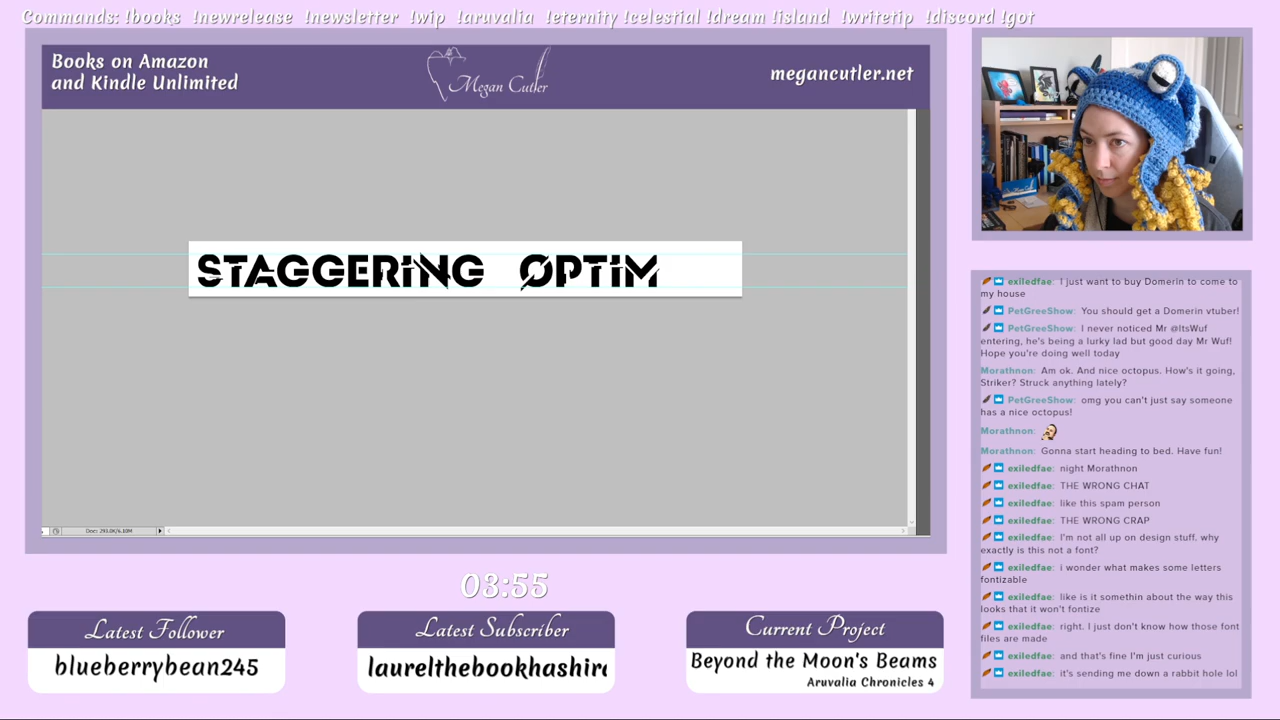 Commands: !books !newrelease !newsletter !wip !aruvalia !eternity !celestial !dream !island !writetip !discord !got
Books on Amazon
and Kindle Unlimited
Megan Cutler
megancutler.net
STAGGERING OPTIM
Doc: 293.0K/6.10M
03:55
Latest Follower
blueberrybean245
Latest Subscriber
laurelthebookhashira
Current Project
Beyond the Moon's Beams
Aruvalia Chronicles 4
exiledfae: I just want to buy Domerin to come to
my house
PetGreeShow: You should get a Domerin vtuber!
PetGreeShow: I never noticed Mr @ItsWuf
entering, he's being a lurky lad but good day Mr Wuf!
Hope you're doing well today
Morathnon: Am ok. And nice octopus. How's it going,
Striker? Struck anything lately?
PetGreeShow: omg you can't just say someone
has a nice octopus!
Morathnon:
Morathnon: Gonna start heading to bed. Have fun!
exiledfae: night Morathnon
exiledfae: THE WRONG CHAT
exiledfae: like this spam person
exiledfae: THE WRONG CRAP
exiledfae: I'm not all up on design stuff. why
exactly is this not a font?
exiledfae: i wonder what makes some letters
fontizable
exiledfae: like is it somethin about the way this
looks that it won't fontize
exiledfae: right. I just don't know how those font
files are made
exiledfae: and that's fine I'm just curious
exiledfae: it's sending me down a rabbit hole lol